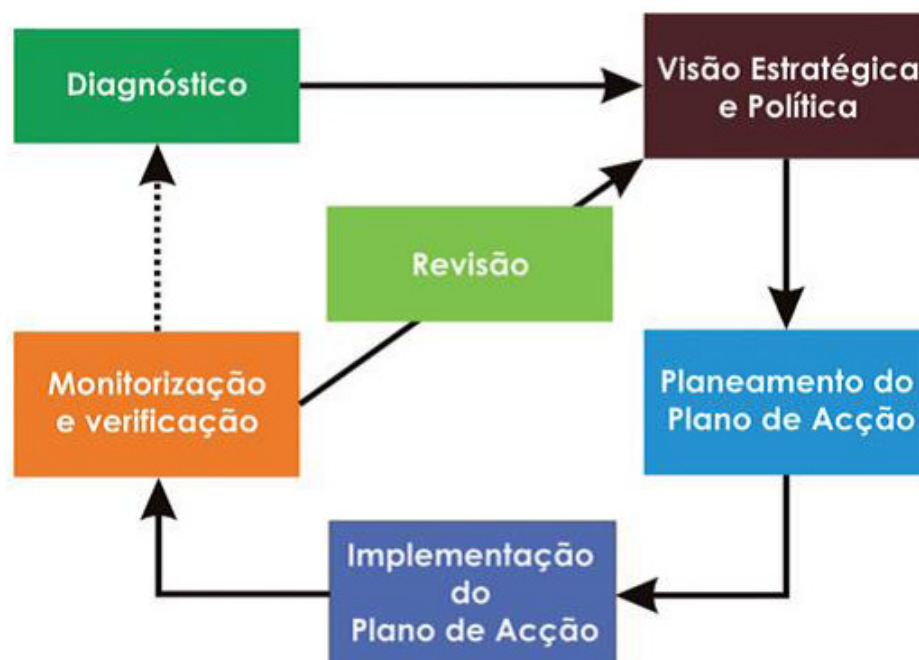 Diagnóstico
Visão Estratégica
e Política
Revisão
Monitorização
e verificação
Planeamento do
Plano de Acção
Implementação
do
Plano de Acção